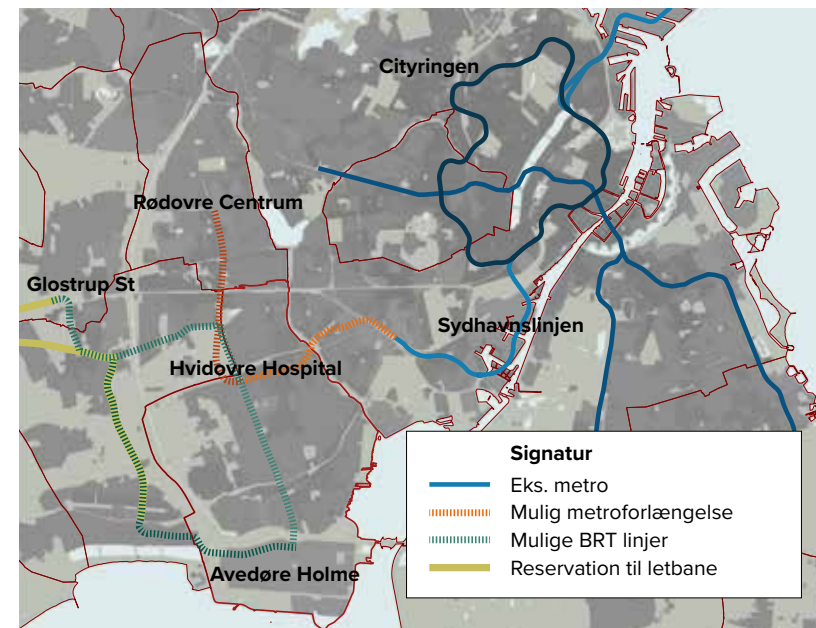 Cityringen
Rødovre Centrum
Glostrup St
Sydhavnslinjen
Hvidovre Hospital
Avedøre Holme
Signatur
Eks. metro
Mulig metroforlængelse
Mulige BRT linjer
Reservation til letbane